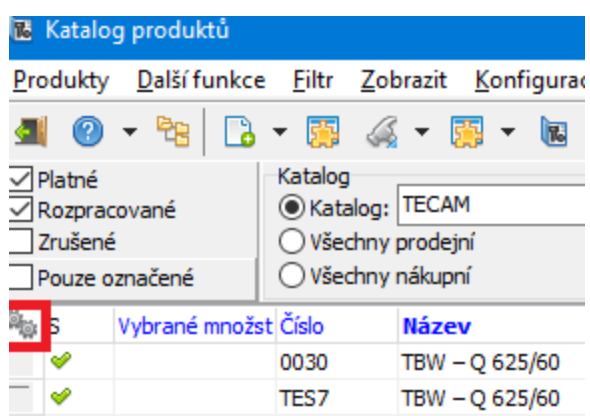 Katalog produktů
Produkty Další funkce Filtr Zobrazit Konfigurac
Platné
Rozpracované
Zrušené
Pouze označené
Katalog
Katalog: TECAM
Všechny prodejní
Všechny nákupní
S Vybrané množst Číslo Název
0030 TBW – Q 625/60
TES7 TBW – Q 625/60